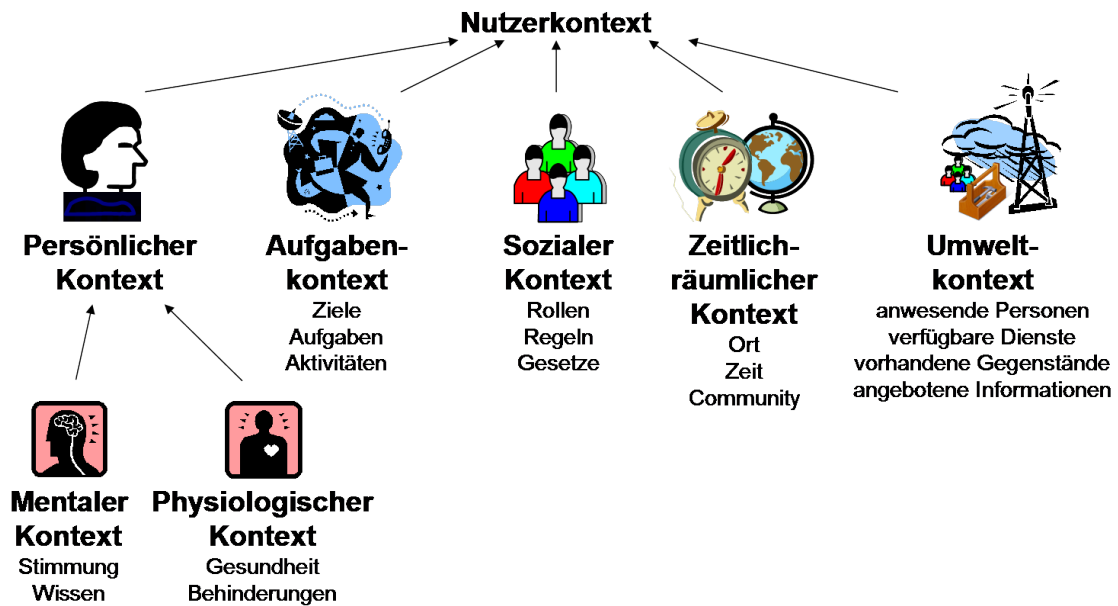 Nutzerkontext
Persönlicher
Kontext
Aufgaben-
kontext
Ziele
Aufgaben
Aktivitäten
Sozialer
Kontext
Rollen
Regeln
Gesetze
Zeitlich-
räumlicher
Kontext
Ort
Zeit
Community
Umwelt-
kontext
anwesende Personen
verfügbare Dienste
vorhandene Gegenstände
angebotene Informationen
Mentaler
Kontext
Stimmung
Wissen
Physiologischer
Kontext
Gesundheit
Behinderungen